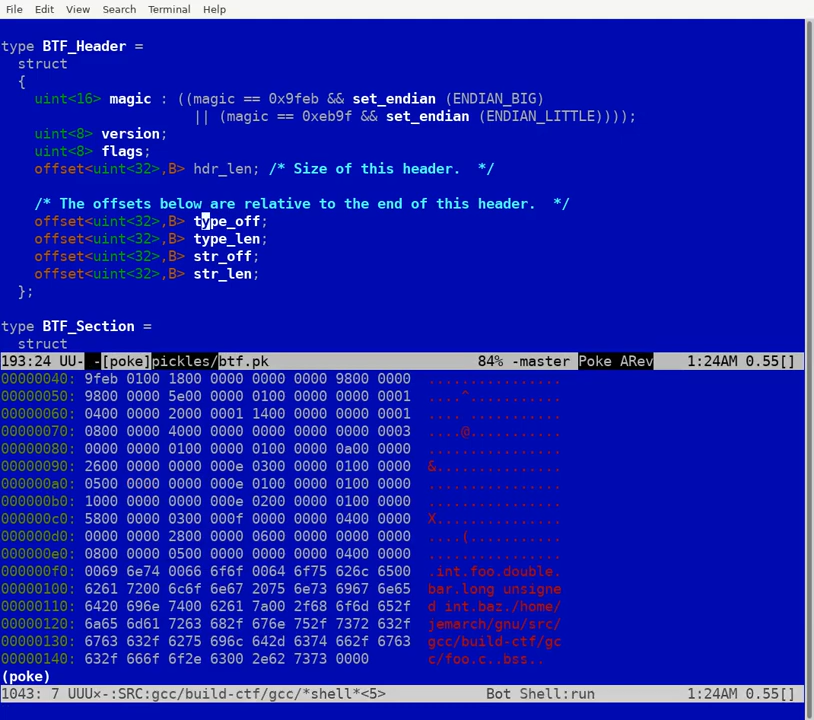 File Edit View Search Terminal Help
type BTF_Header =
  struct
  {
    uint<16> magic : ((magic == 0x9feb && set_endian (ENDIAN_BIG)
                       || (magic == 0xeb9f && set_endian (ENDIAN_LITTLE))));
    uint<8> version;
    uint<8> flags;
    offset<uint<32>,B> hdr_len; /* Size of this header.  */
    /* The offsets below are relative to the end of this header.  */
    offset<uint<32>,B> type_off;
    offset<uint<32>,B> type_len;
    offset<uint<32>,B> str_off;
    offset<uint<32>,B> str_len;
  };
type BTF_Section =
  struct
193:24 UU- -[poke]pickles/btf.pk 84% -master Poke ARev 1:24AM 0.55[]
00000040: 9feb 0100 1800 0000 0000 0000 9800 0000  ................
00000050: 9800 0000 5e00 0000 0100 0000 0000 0001  ....^...........
00000060: 0400 0000 2000 0001 1400 0000 0000 0001  .... ...........
00000070: 0800 0000 4000 0000 0000 0000 0000 0003  ....@...........
00000080: 0000 0000 0100 0000 0100 0000 0a00 0000  ................
00000090: 2600 0000 0000 000e 0300 0000 0100 0000  &...............
000000a0: 0500 0000 0000 000e 0100 0000 0100 0000  ................
000000b0: 1000 0000 0000 000e 0200 0000 0100 0000  ................
000000c0: 5800 0000 0300 000f 0000 0000 0400 0000  X...............
000000d0: 0000 0000 2800 0000 0600 0000 0000 0000  ....(...........
000000e0: 0800 0000 0500 0000 0000 0000 0400 0000  ................
000000f0: 0069 6e74 0066 6f6f 0064 6f75 626c 6500  .int.foo.double.
00000100: 6261 7200 6c6f 6e67 2075 6e73 6967 6e65  bar.long unsigne
00000110: 6420 696e 7400 6261 7a00 2f68 6f6d 652f  d int.baz./home/
00000120: 6a65 6d61 7263 682f 676e 752f 7372 632f  jemarch/gnu/src/
00000130: 6763 632f 6275 696c 642d 6374 662f 6763  gcc/build-ctf/gc
00000140: 632f 666f 6f2e 6300 2e62 7373 0000  c/foo.c..bss..
(poke)
1043: 7 UUU×-:SRC:gcc/build-ctf/gcc/*shell*<5> Bot Shell:run 1:24AM 0.55[]